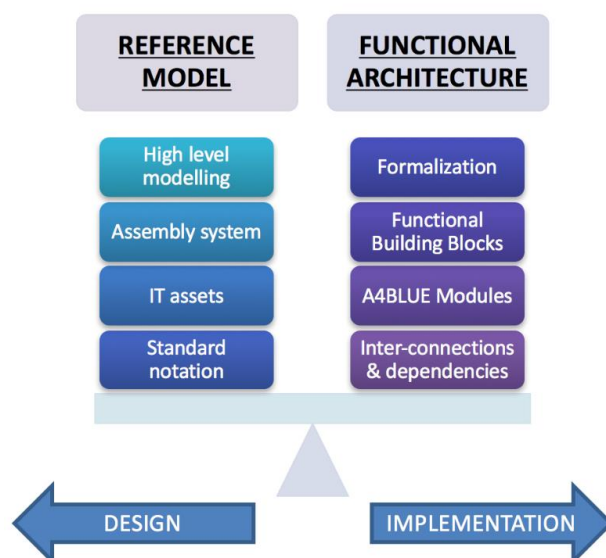 REFERENCE
MODEL
FUNCTIONAL
ARCHITECTURE
High level
modelling
Assembly system
IT assets
Standard
notation
Formalization
Functional
Building Blocks
A4BLUE Modules
Inter-connections
& dependencies
DESIGN
IMPLEMENTATION